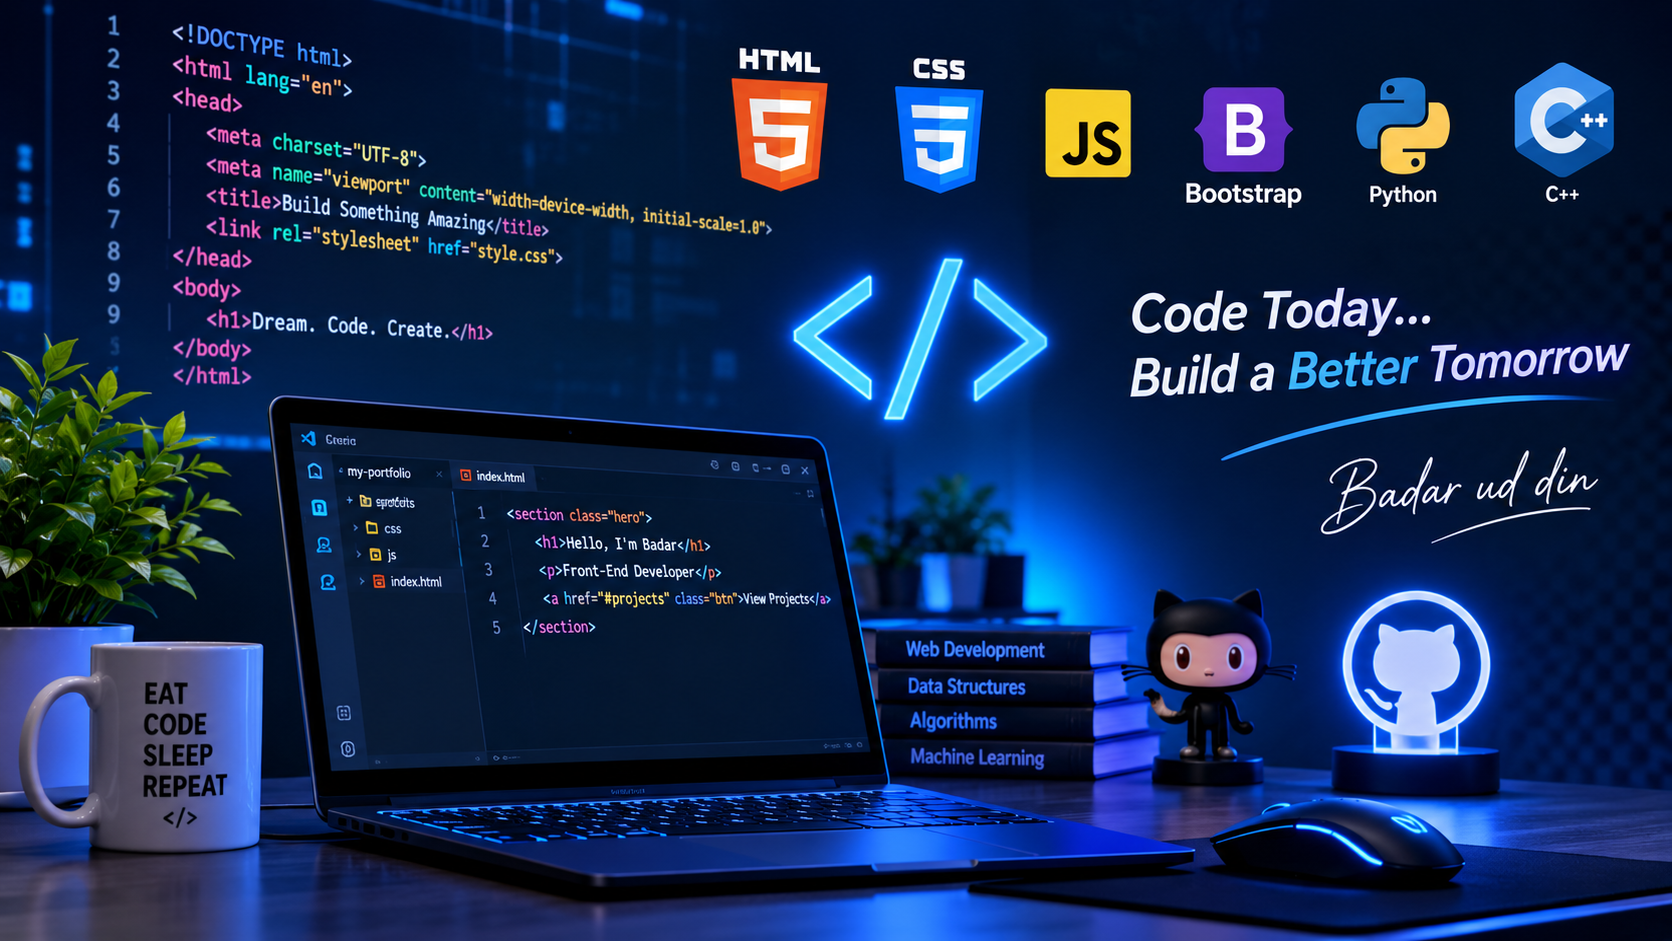 1 <!DOCTYPE html>
2 <html lang="en">
3 <head>
4 <meta charset="UTF-8">
5 <meta name="viewport" content="width=device-width, initial-scale=1.0">
6 <title>Build Something Amazing</title>
7 <link rel="stylesheet" href="style.css">
8 </head>
9 <body>
9 <h1>Dream. Code. Create.</h1>
</body>
</html>
HTML
5
CSS
3
JS
B
Bootstrap
Python
C++
C++
</>
Code Today...
Build a Better Tomorrow
Badar ud din
my-portfolio
css
js
index.html
index.html
1 <section class="hero">
2 <h1>Hello, I'm Badar</h1>
3 <p>Front-End Developer</p>
4 <a href="#projects" class="btn">View Projects</a>
5 </section>
EAT
CODE
SLEEP
REPEAT
</>
Web Development
Data Structures
Algorithms
Machine Learning